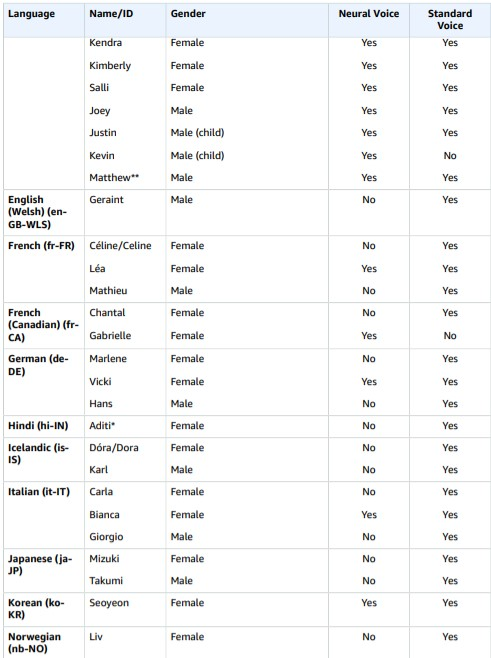 Language Name/ID Gender Neural Voice Standard Voice
Kendra Female Yes Yes
Kimberly Female Yes Yes
Salli Female Yes Yes
Joey Male Yes Yes
Justin Male (child) Yes Yes
Kevin Male (child) Yes No
Matthew** Male Yes Yes
English (Welsh) (en-GB-WLS) Geraint Male No Yes
French (fr-FR) Céline/Celine Female No Yes
Léa Female Yes Yes
Mathieu Male No Yes
French (Canadian) (fr-CA) Chantal Female No Yes
Gabrielle Female Yes No
German (de-DE) Marlene Female No Yes
Vicki Female Yes Yes
Hans Male No Yes
Hindi (hi-IN) Aditi* Female No Yes
Icelandic (is-IS) Dóra/Dora Female No Yes
Karl Male No Yes
Italian (it-IT) Carla Female No Yes
Bianca Female Yes Yes
Giorgio Male No Yes
Japanese (ja-JP) Mizuki Female No Yes
Takumi Male No Yes
Korean (ko-KR) Seoyeon Female Yes Yes
Norwegian (nb-NO) Liv Female No Yes